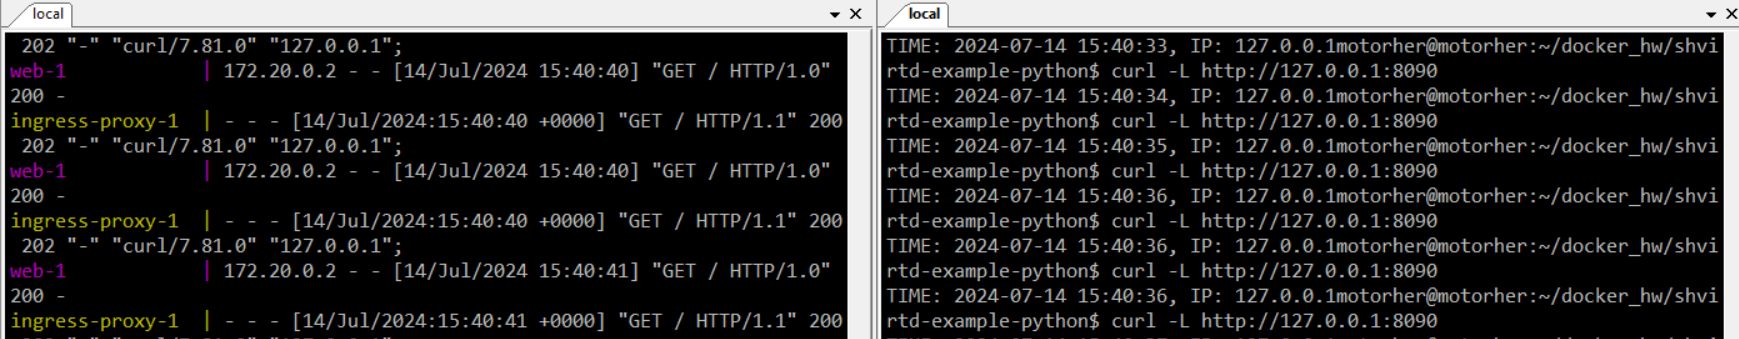 local
202 "-" "curl/7.81.0" "127.0.0.1";
web-1 | 172.20.0.2 - - [14/Jul/2024 15:40:40] "GET / HTTP/1.0"
200 -
ingress-proxy-1 | - - - [14/Jul/2024:15:40:40 +0000] "GET / HTTP/1.1" 200
202 "-" "curl/7.81.0" "127.0.0.1";
web-1 | 172.20.0.2 - - [14/Jul/2024 15:40:40] "GET / HTTP/1.0"
200 -
ingress-proxy-1 | - - - [14/Jul/2024:15:40:40 +0000] "GET / HTTP/1.1" 200
202 "-" "curl/7.81.0" "127.0.0.1";
web-1 | 172.20.0.2 - - [14/Jul/2024 15:40:41] "GET / HTTP/1.0"
200 -
ingress-proxy-1 | - - - [14/Jul/2024:15:40:41 +0000] "GET / HTTP/1.1" 200
local
TIME: 2024-07-14 15:40:33, IP: 127.0.0.1motorher@motorher:~/docker_hw/shvi
rtd-example-python$ curl -L http://127.0.0.1:8090
TIME: 2024-07-14 15:40:34, IP: 127.0.0.1motorher@motorher:~/docker_hw/shvi
rtd-example-python$ curl -L http://127.0.0.1:8090
TIME: 2024-07-14 15:40:35, IP: 127.0.0.1motorher@motorher:~/docker_hw/shvi
rtd-example-python$ curl -L http://127.0.0.1:8090
TIME: 2024-07-14 15:40:36, IP: 127.0.0.1motorher@motorher:~/docker_hw/shvi
rtd-example-python$ curl -L http://127.0.0.1:8090
TIME: 2024-07-14 15:40:36, IP: 127.0.0.1motorher@motorher:~/docker_hw/shvi
rtd-example-python$ curl -L http://127.0.0.1:8090
TIME: 2024-07-14 15:40:36, IP: 127.0.0.1motorher@motorher:~/docker_hw/shvi
rtd-example-python$ curl -L http://127.0.0.1:8090